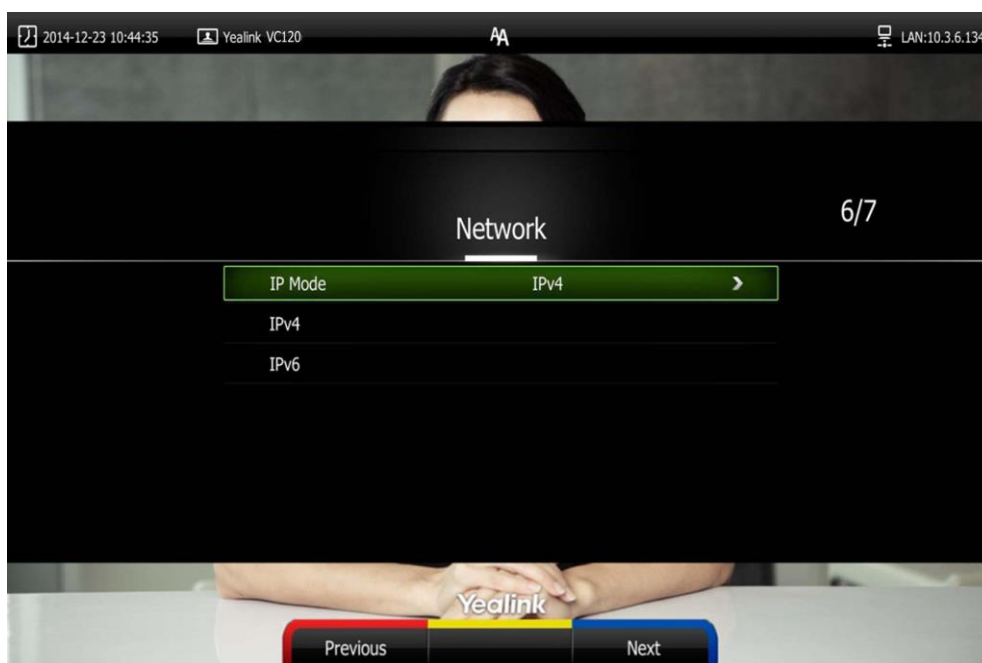 2014-12-23 10:44:35 Yealink VC120 AA LAN:10.3.6.134
6/7
Network
IP Mode IPv4
IPv4
IPv6
Yealink
Previous Next